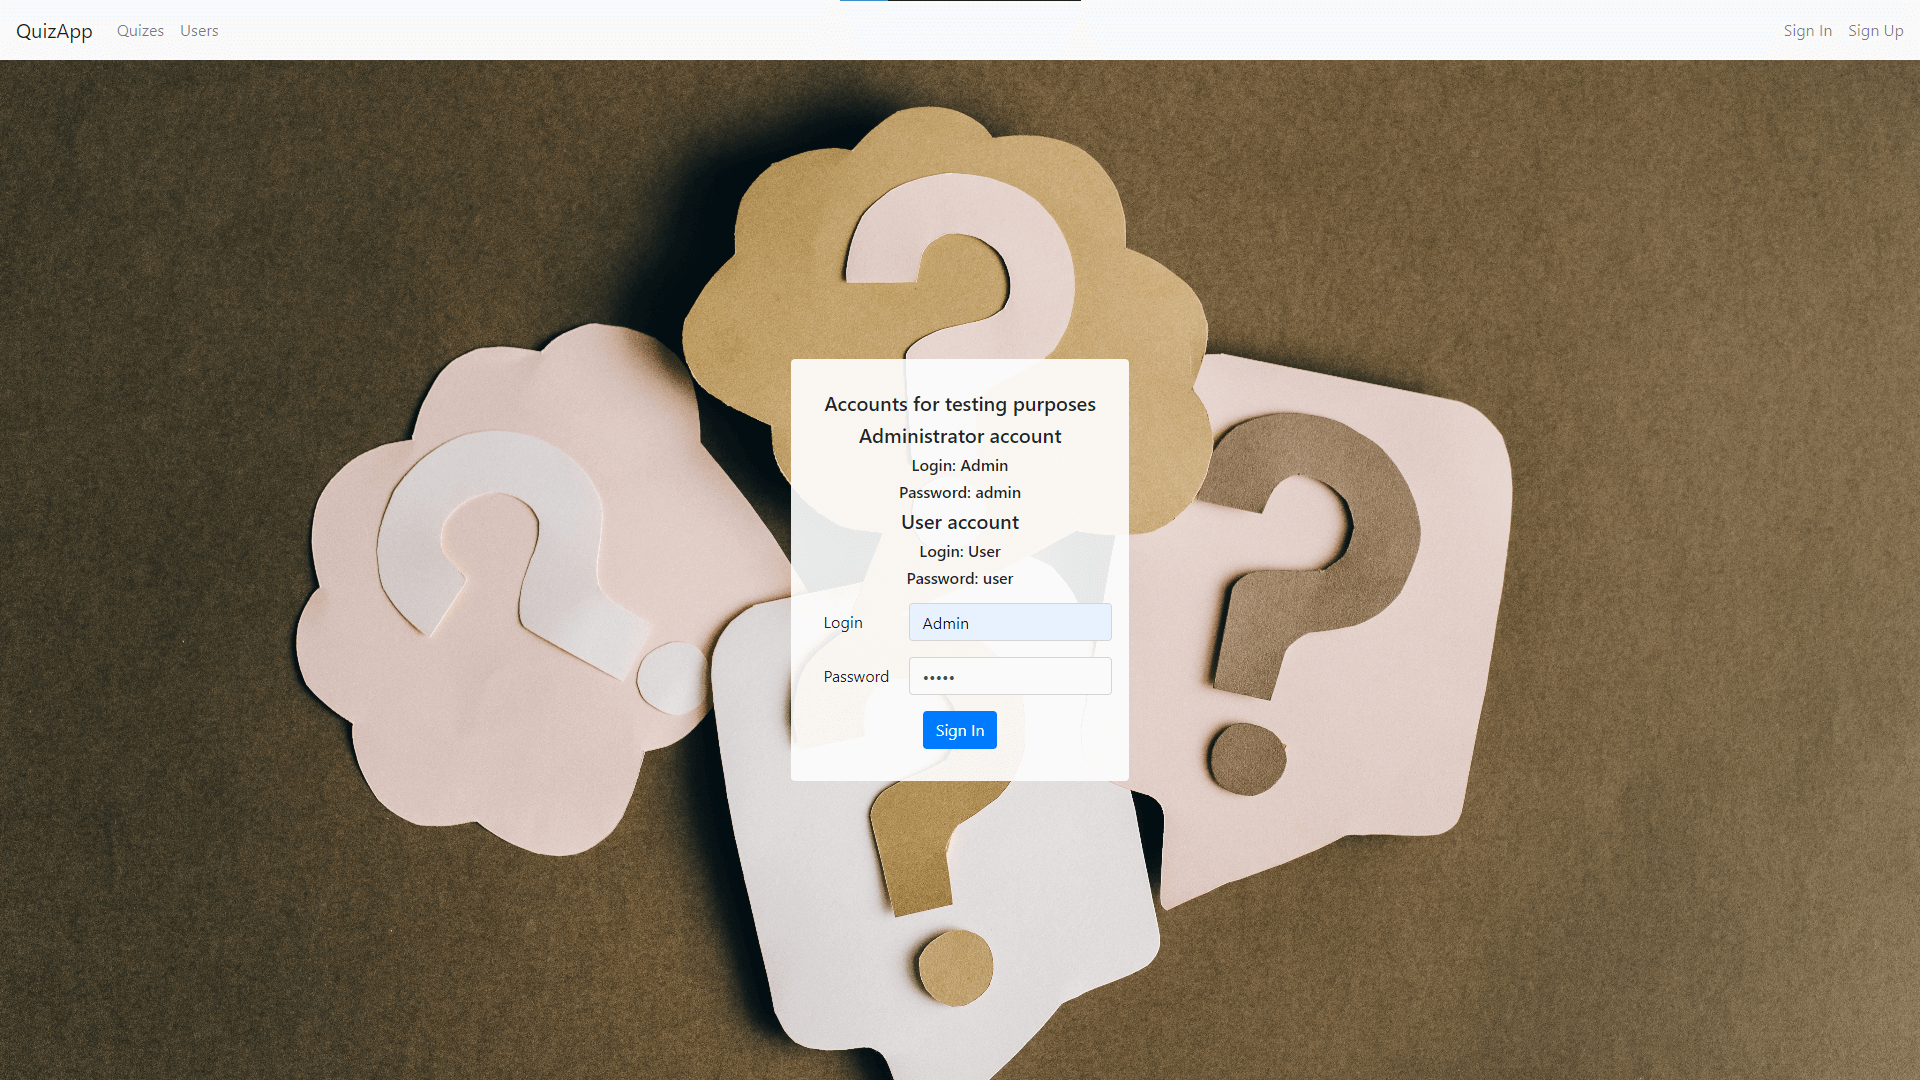 QuizApp Quizes Users Sign In Sign Up
Accounts for testing purposes
Administrator account
Login: Admin
Password: admin
User account
Login: User
Password: user
Login Admin
Password •••••
Sign In